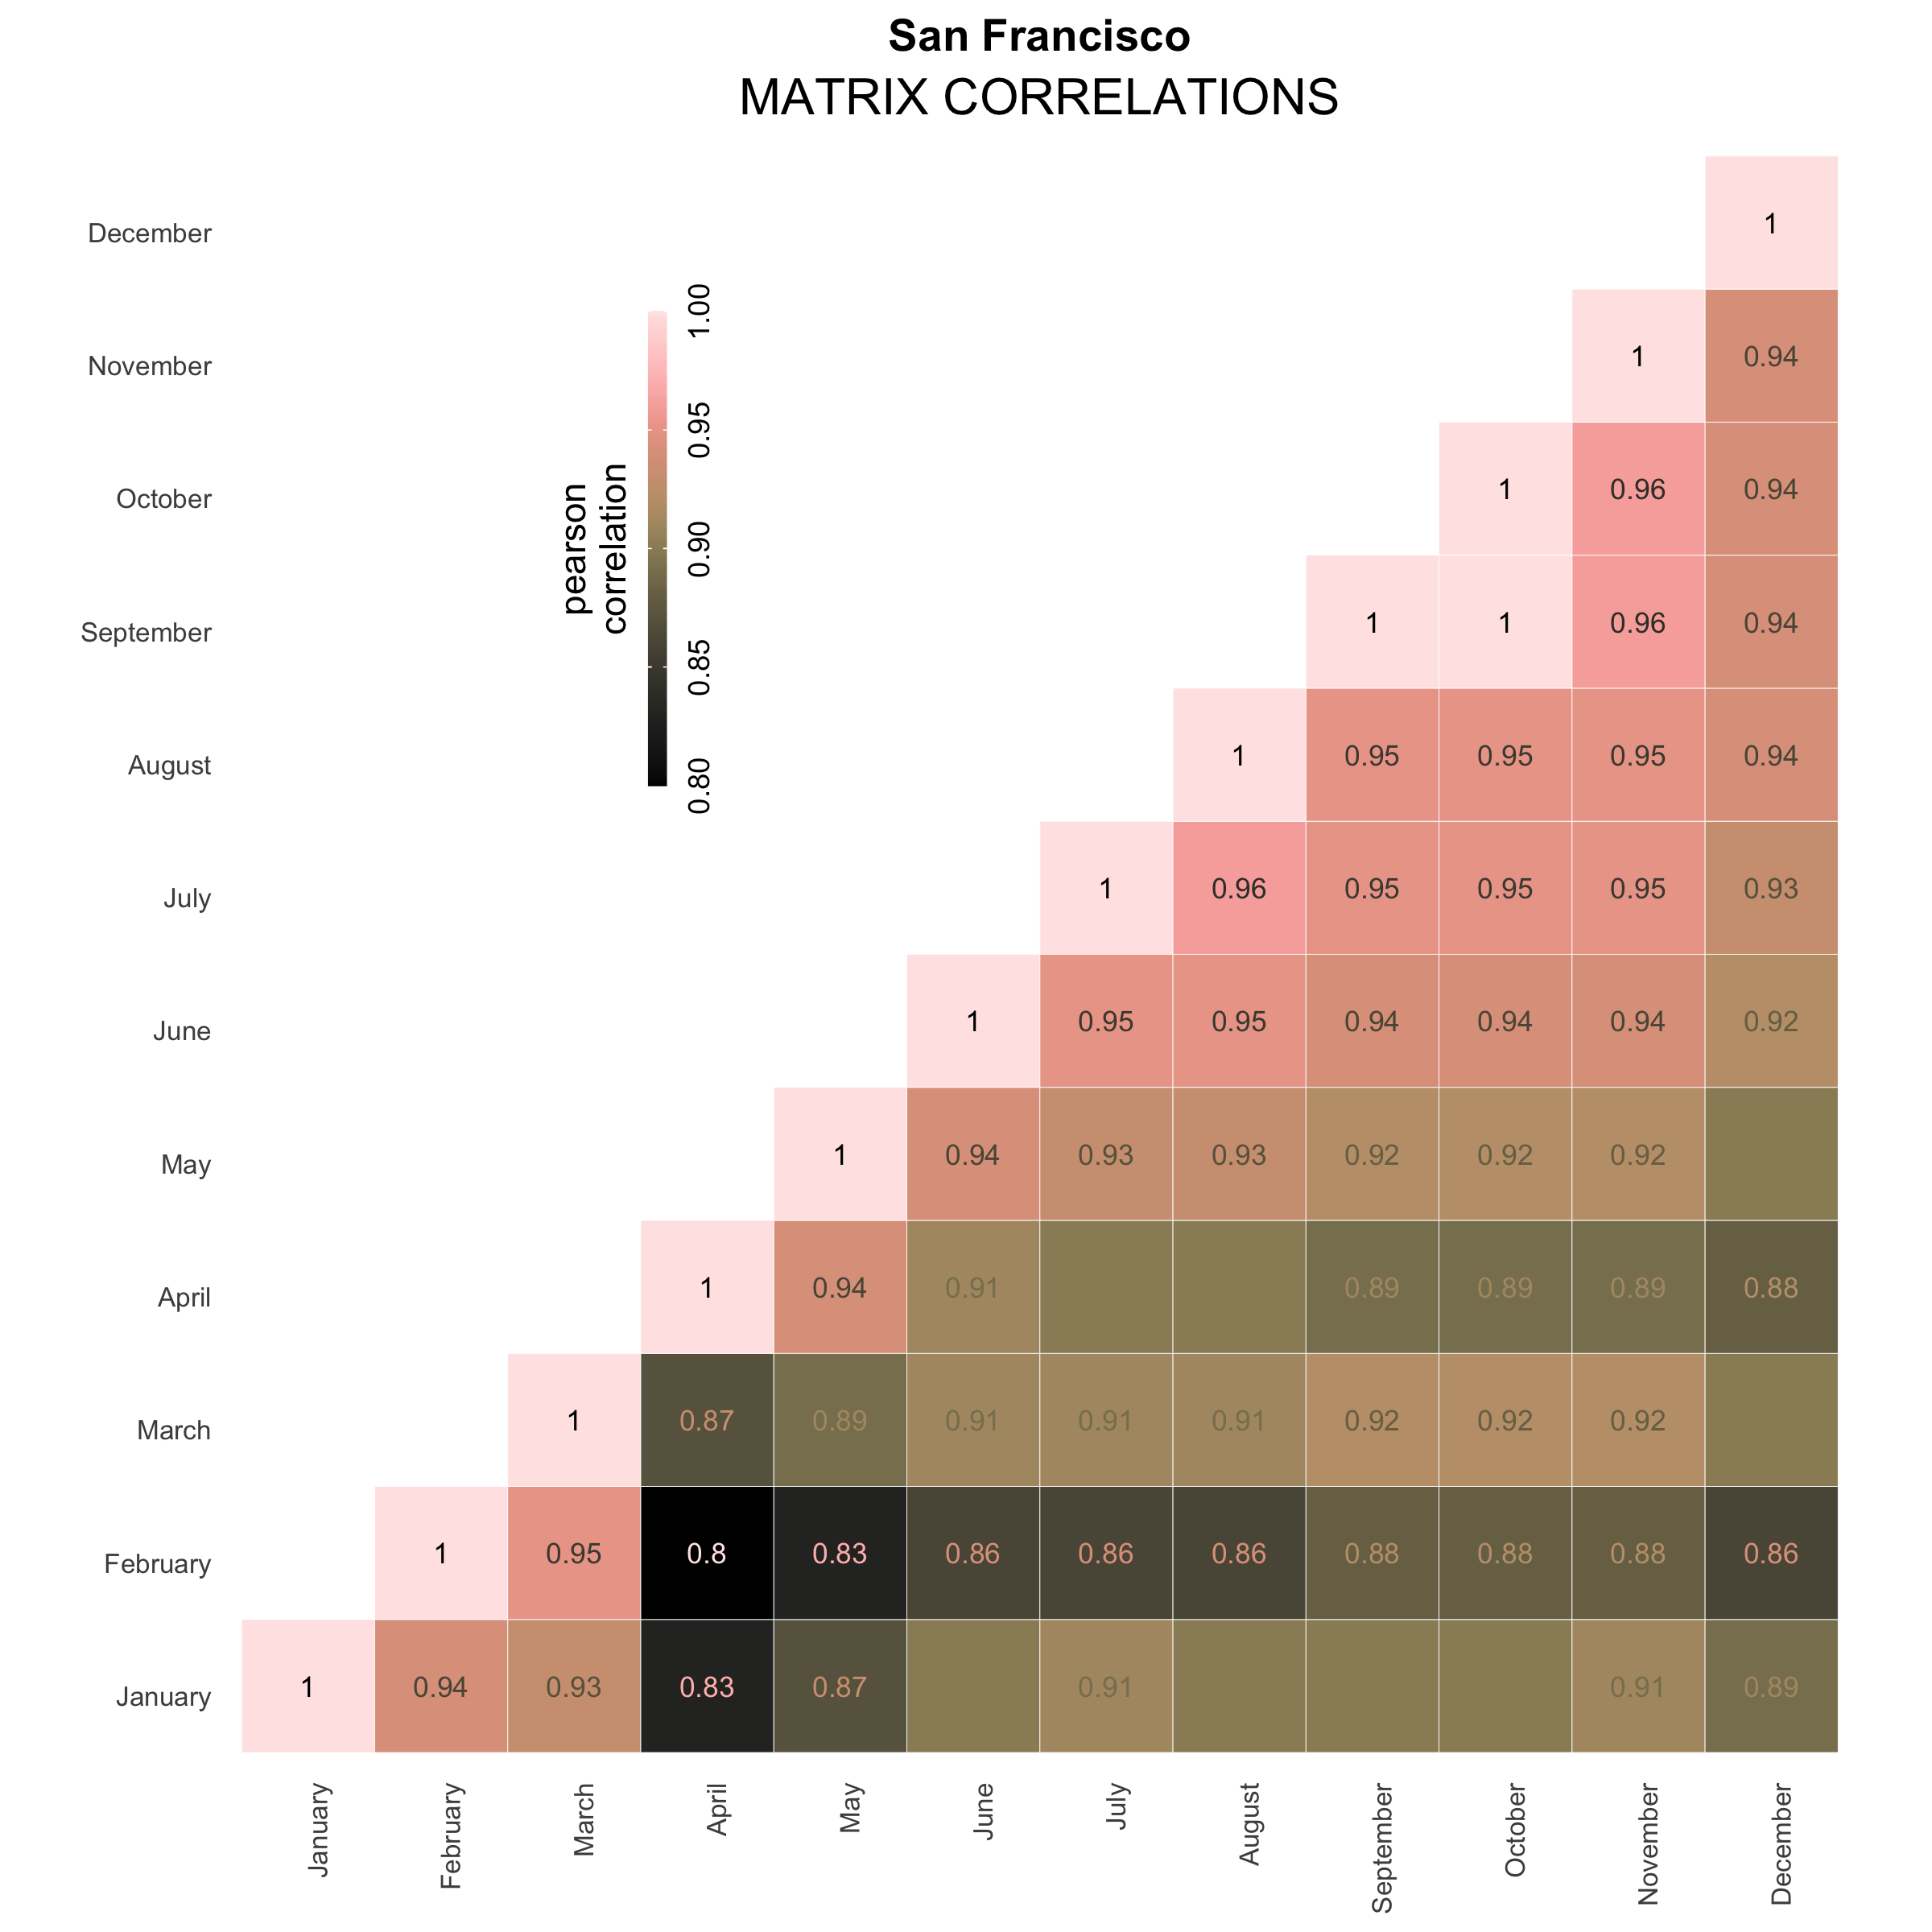 San Francisco
MATRIX CORRELATIONS
December 1
November 1 0.94
October 1 0.96 0.94
September 1 1 0.96 0.94
August 1 0.95 0.95 0.95 0.94
July 1 0.96 0.95 0.95 0.95 0.93
June 1 0.95 0.95 0.94 0.94 0.94 0.92
May 1 0.94 0.93 0.93 0.92 0.92 0.92
April 1 0.94 0.91 0.89 0.89 0.89 0.88
March 1 0.87 0.89 0.91 0.91 0.91 0.92 0.92 0.92
February 1 0.95 0.8 0.83 0.86 0.86 0.86 0.88 0.88 0.88 0.86
January 1 0.94 0.93 0.83 0.87 0.91 0.91 0.89
January February March April May June July August September October November December
pearson
correlation
0.80 0.85 0.90 0.95 1.00